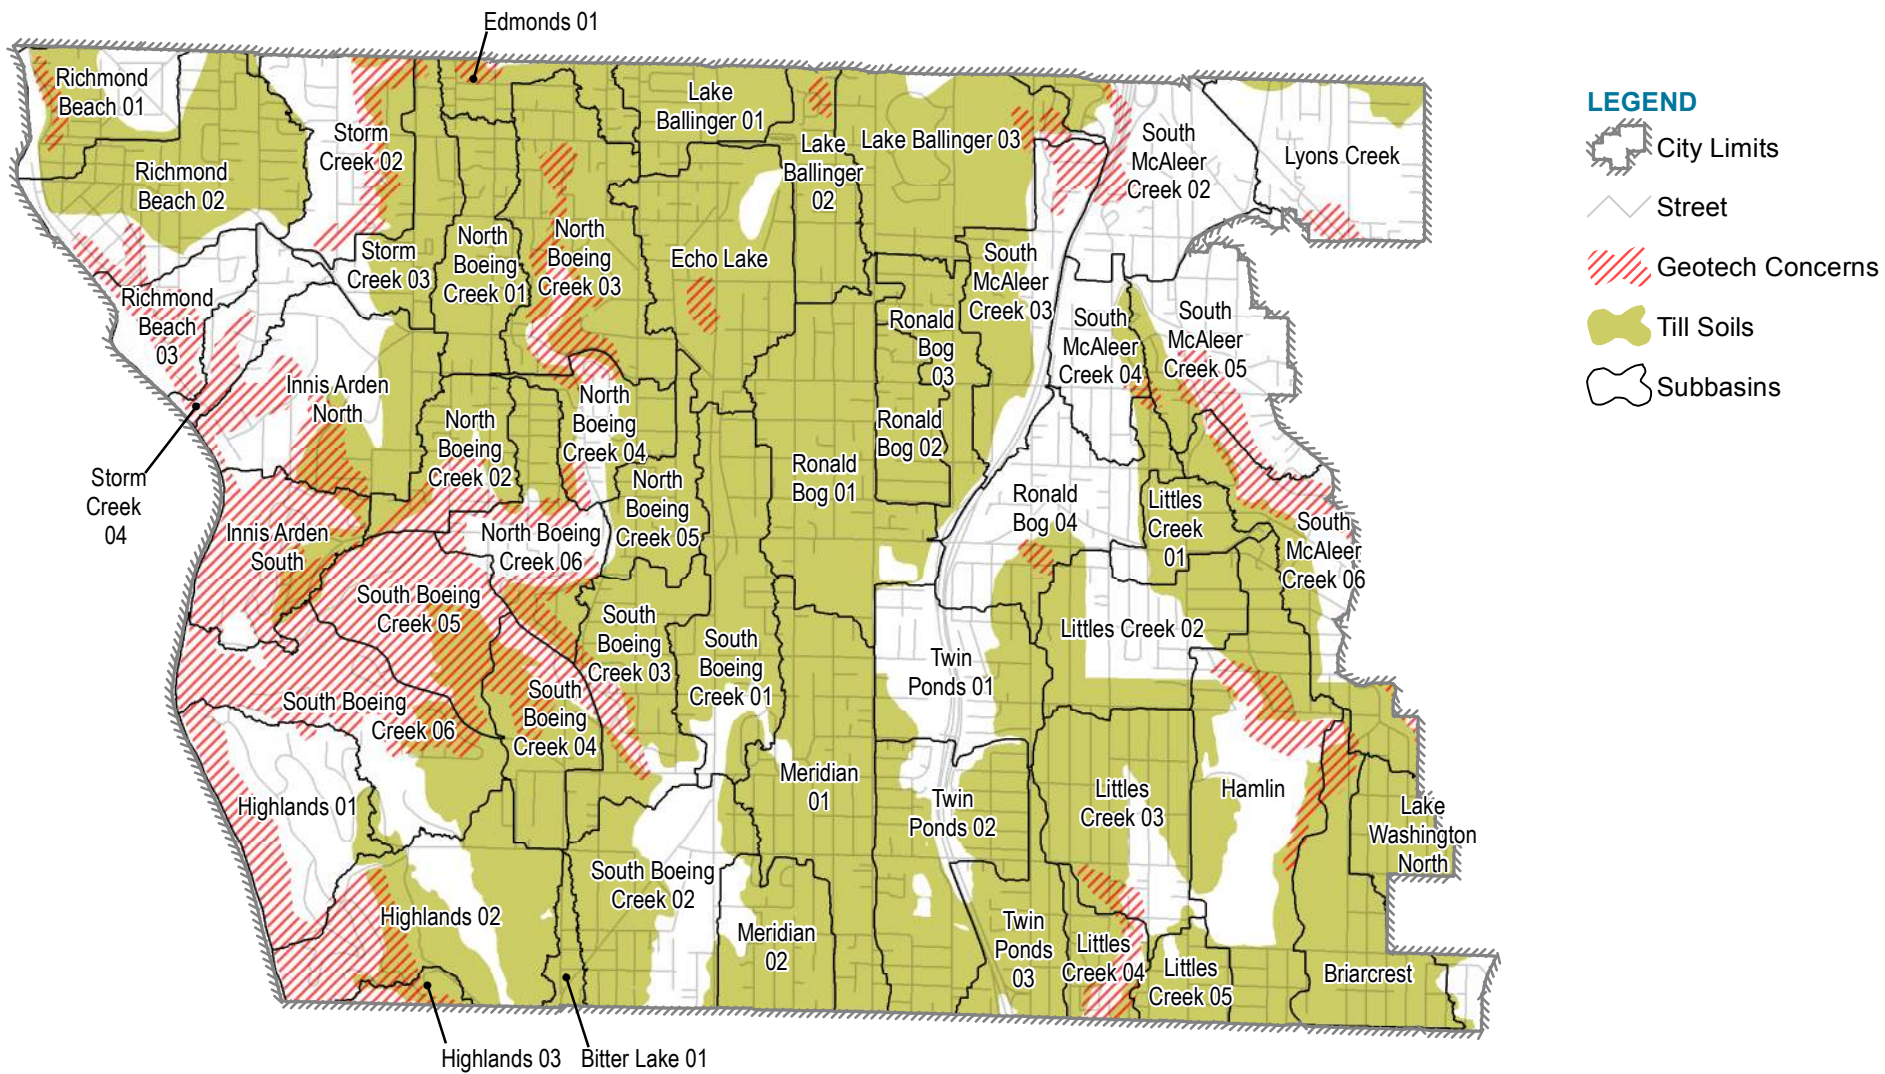 Edmonds 01
Richmond
Beach 01
Storm
Creek 02
Lake
Ballinger 01
Lake
Ballinger
02
Lake Ballinger 03
South
McAleer
Creek 02
Lyons Creek
Richmond
Beach 02
Storm
Creek 03
North
Boeing
Creek 01
North
Boeing
Creek 03
Echo Lake
South
McAleer
Creek 03
Richmond
Beach
03
Ronald
Bog
03
South
McAleer
Creek 04
South
McAleer
Creek 05
Innis Arden
North
North
Boeing
Creek 02
North
Boeing
Creek 04
Ronald
Bog 02
Storm
Creek
04
Ronald
Bog 01
North
Boeing
Creek 05
Ronald
Bog 04
Littles
Creek
01
Innis Arden
South
North Boeing
Creek 06
South
McAleer
Creek 06
South Boeing
Creek 05
South
Boeing
Creek 03
South
Boeing
Creek 01
Littles Creek 02
Twin
Ponds 01
South Boeing
Creek 06
South
Boeing
Creek 04
Highlands 01
Meridian
01
Twin
Ponds 02
Littles
Creek 03
Hamlin
Lake
Washington
North
South Boeing
Creek 02
Highlands 02
Meridian
02
Twin
Ponds
03
Littles
Creek 04
Littles
Creek 05
Briarcrest
Highlands 03
Bitter Lake 01
LEGEND
City Limits
Street
Geotech Concerns
Till Soils
Subbasins